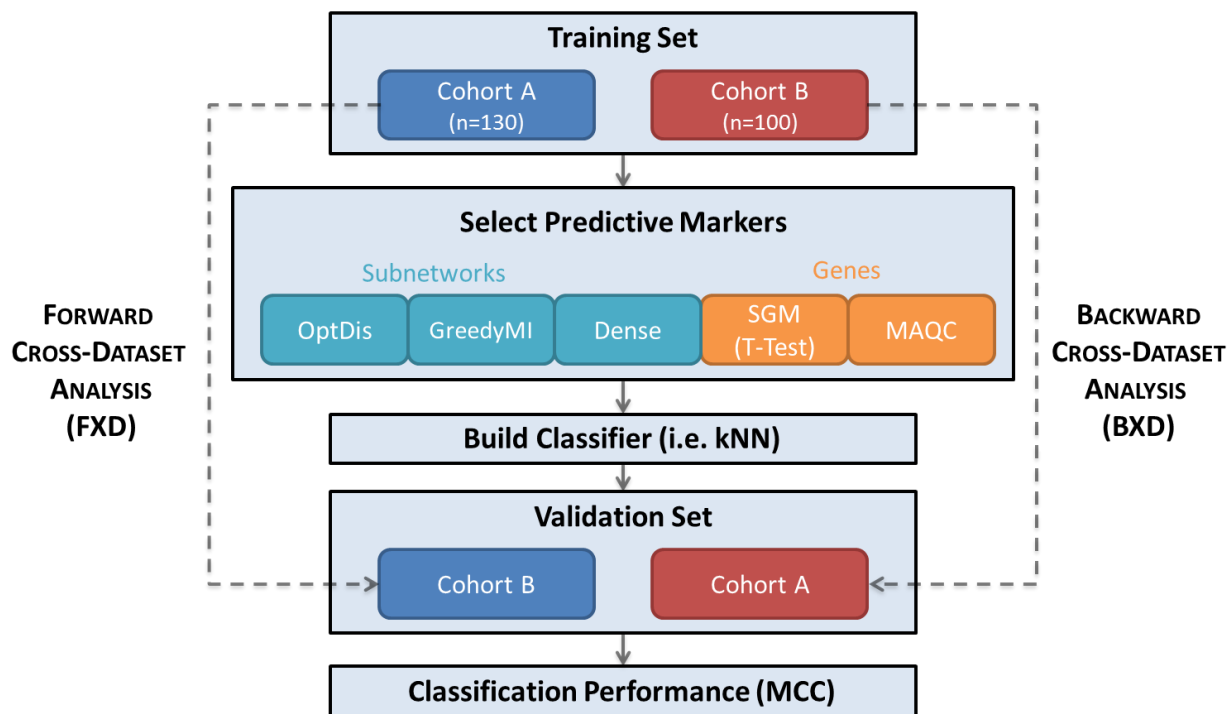 Training Set
Cohort A
(n=130)
Cohort B
(n=100)
Select Predictive Markers
Subnetworks
Genes
OptDis
GreedyMI
Dense
SGM
(T-Test)
MAQC
FORWARD
CROSS-DATASET
ANALYSIS
(FXD)
BACKWARD
CROSS-DATASET
ANALYSIS
(BXD)
Build Classifier (i.e. kNN)
Validation Set
Cohort B
Cohort A
Classification Performance (MCC)